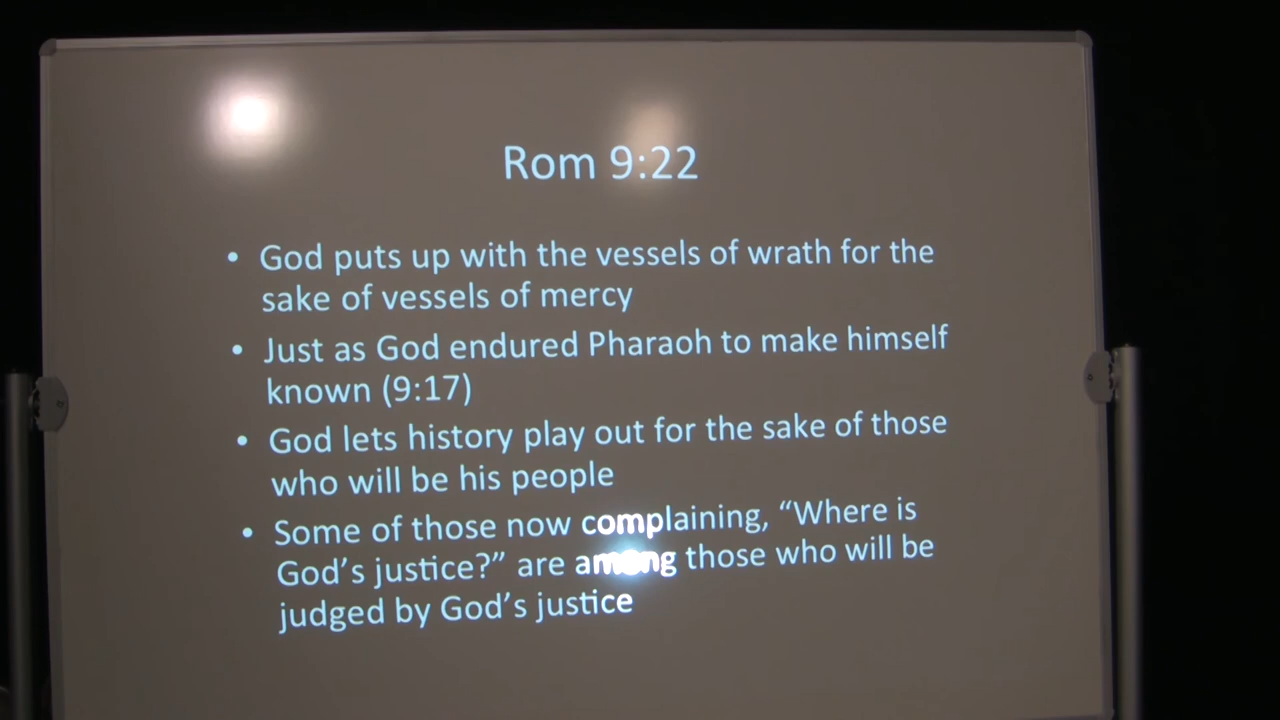 Rom 9:22
• God puts up with the vessels of wrath for the
sake of vessels of mercy
• Just as God endured Pharaoh to make himself
known (9:17)
• God lets history play out for the sake of those
who will be his people
• Some of those now complaining, “Where is
God’s justice?” are among those who will be
judged by God’s justice